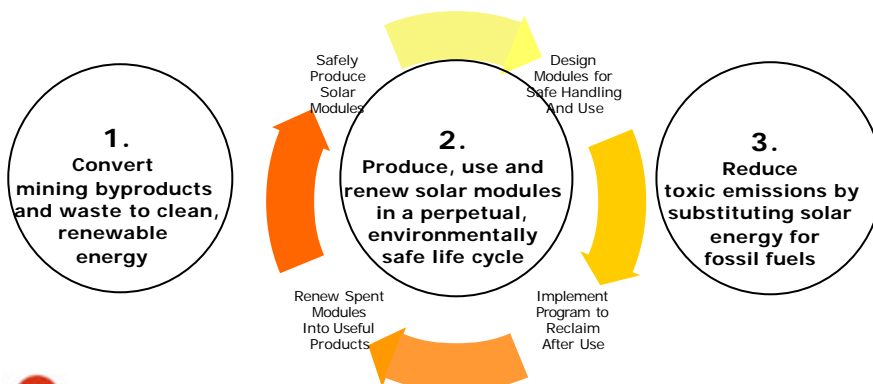 Safely
Produce
Solar
Modules
Design
Modules for
Safe Handling
And Use
1.
Convert
mining byproducts
and waste to clean,
renewable
energy
2.
Produce, use and
renew solar modules
in a perpetual,
environmentally
safe life cycle
3.
Reduce
toxic emissions by
substituting solar
energy for
fossil fuels
Renew Spent
Modules
Into Useful
Products
Implement
Program to
Reclaim
After Use